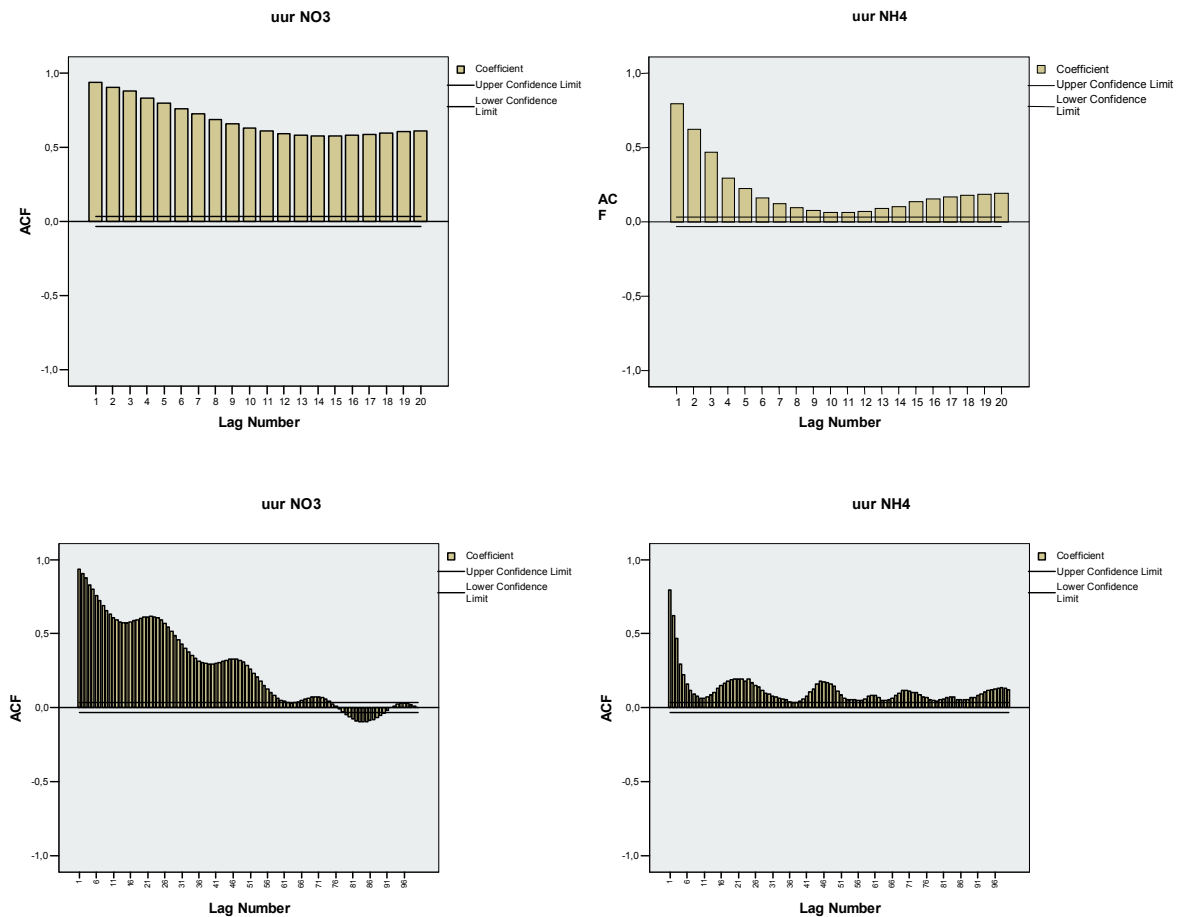 uur NO3
1,0
0,5
0,0
-0,5
-1,0
ACF
1 2 3 4 5 6 7 8 9 10 11 12 13 14 15 16 17 18 19 20
Lag Number
Coefficient
Upper Confidence Limit
Lower Confidence
Limit
uur NH4
1,0
0,5
0,0
-0,5
-1,0
AC
F
1 2 3 4 5 6 7 8 9 10 11 12 13 14 15 16 17 18 19 20
Lag Number
Coefficient
Upper Confidence Limit
Lower Confidence
Limit
uur NO3
1,0
0,5
0,0
-0,5
-1,0
ACF
1 6 11 16 21 26 31 36 41 46 51 56 61 66 71 76 81 86 91 96
Lag Number
Coefficient
Upper Confidence Limit
Lower Confidence
Limit
uur NH4
1,0
0,5
0,0
-0,5
-1,0
ACF
1 6 11 16 21 26 31 36 41 46 51 56 61 66 71 76 81 86 91 96
Lag Number
Coefficient
Upper Confidence Limit
Lower Confidence
Limit